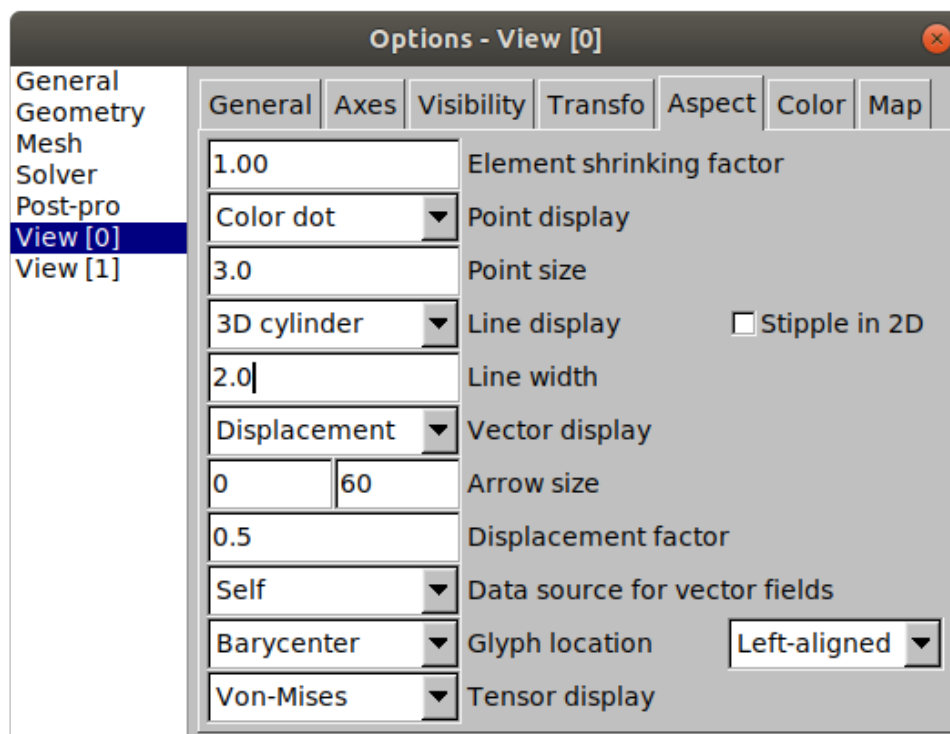 Options - View [0]
General
Geometry
Mesh
Solver
Post-pro
View [0]
View [1]
General Axes Visibility Transfo Aspect Color Map
1.00 Element shrinking factor
Color dot Point display
3.0 Point size
3D cylinder Line display Stipple in 2D
2.0 Line width
Displacement Vector display
0 60 Arrow size
0.5 Displacement factor
Self Data source for vector fields
Barycenter Glyph location Left-aligned
Von-Mises Tensor display